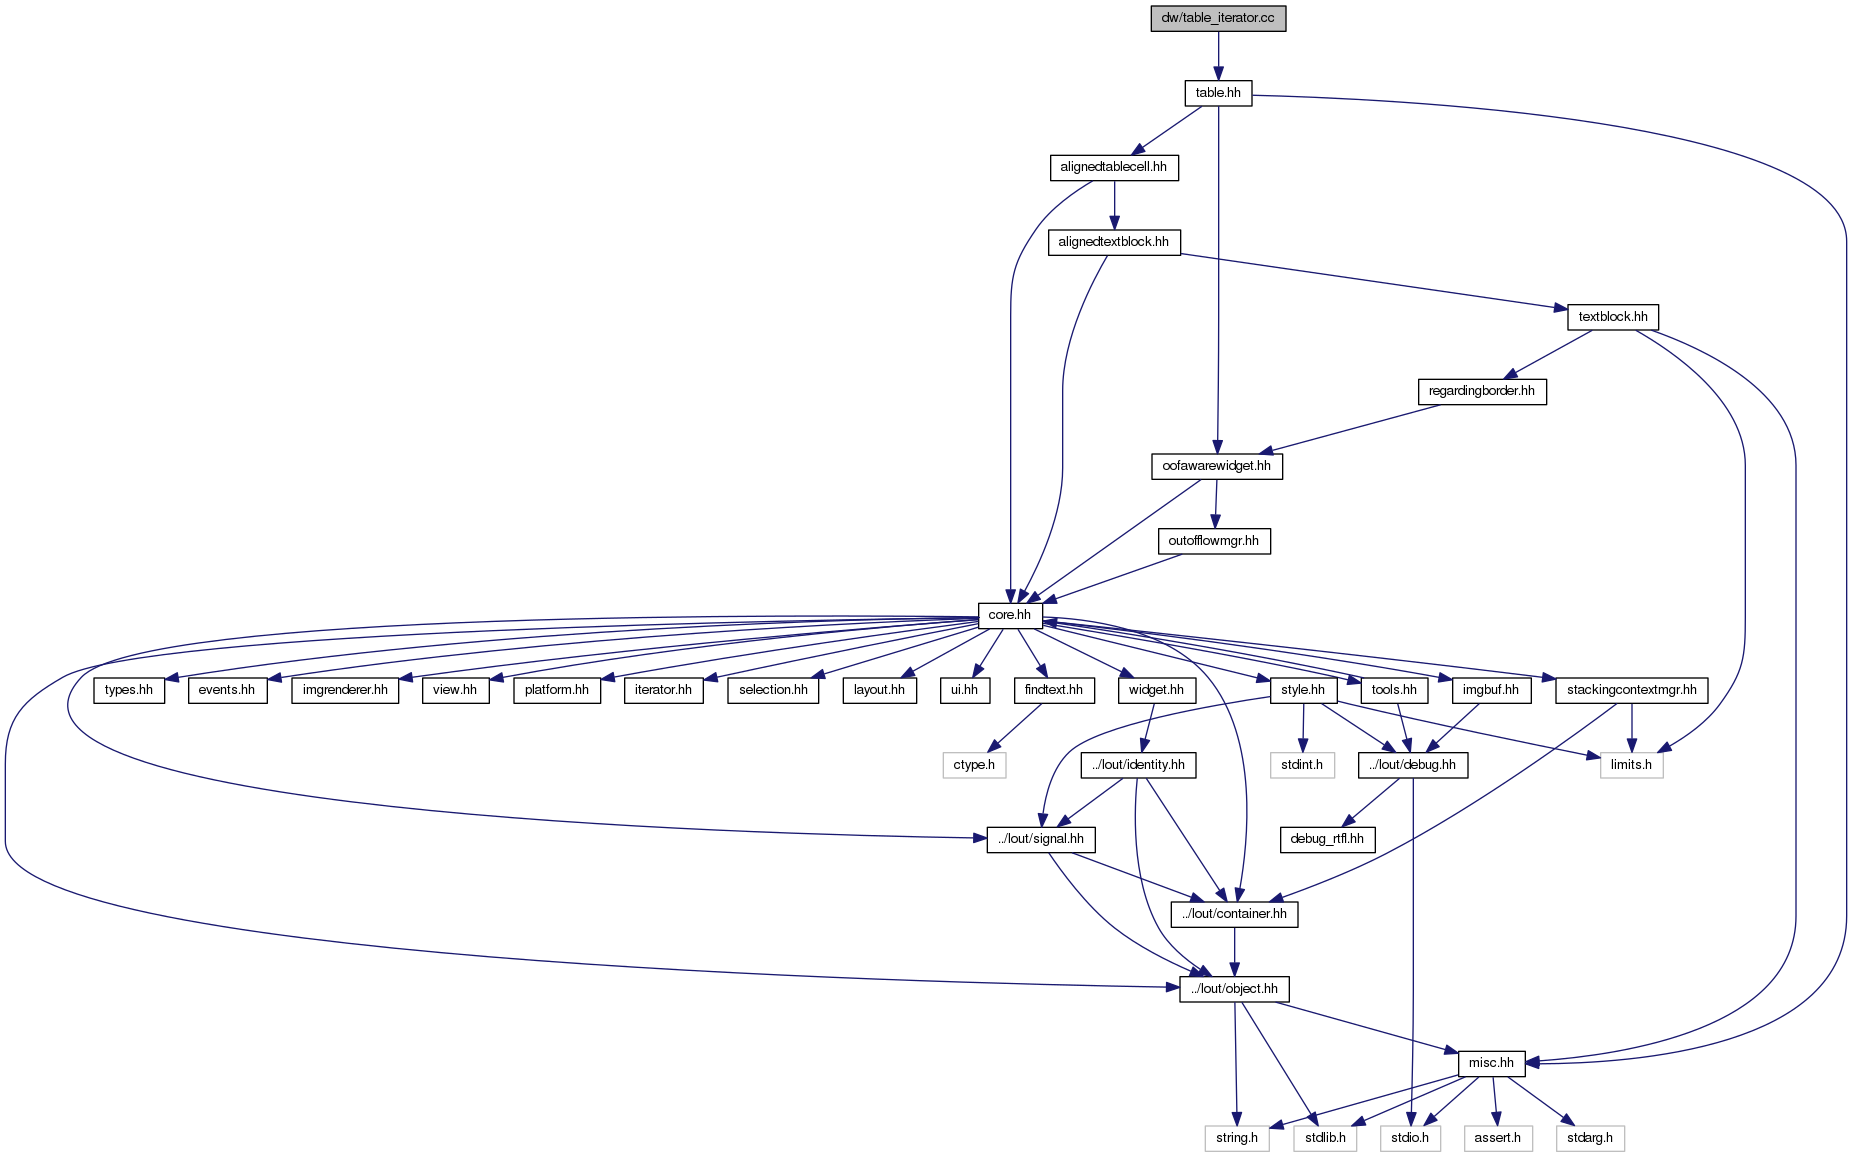 dw/table_iterator.cc
table.hh
alignedtablecell.hh
alignedtextblock.hh
textblock.hh
regardingborder.hh
oofawarewidget.hh
outofflowmgr.hh
core.hh
types.hh
events.hh
imgrenderer.hh
view.hh
platform.hh
iterator.hh
selection.hh
layout.hh
ui.hh
findtext.hh
widget.hh
style.hh
tools.hh
imgbuf.hh
stackingcontextmgr.hh
ctype.h
../lout/identity.hh
stdint.h
../lout/debug.hh
limits.h
../lout/signal.hh
debug_rtfl.hh
../lout/container.hh
../lout/object.hh
misc.hh
string.h
stdlib.h
stdio.h
assert.h
stdarg.h